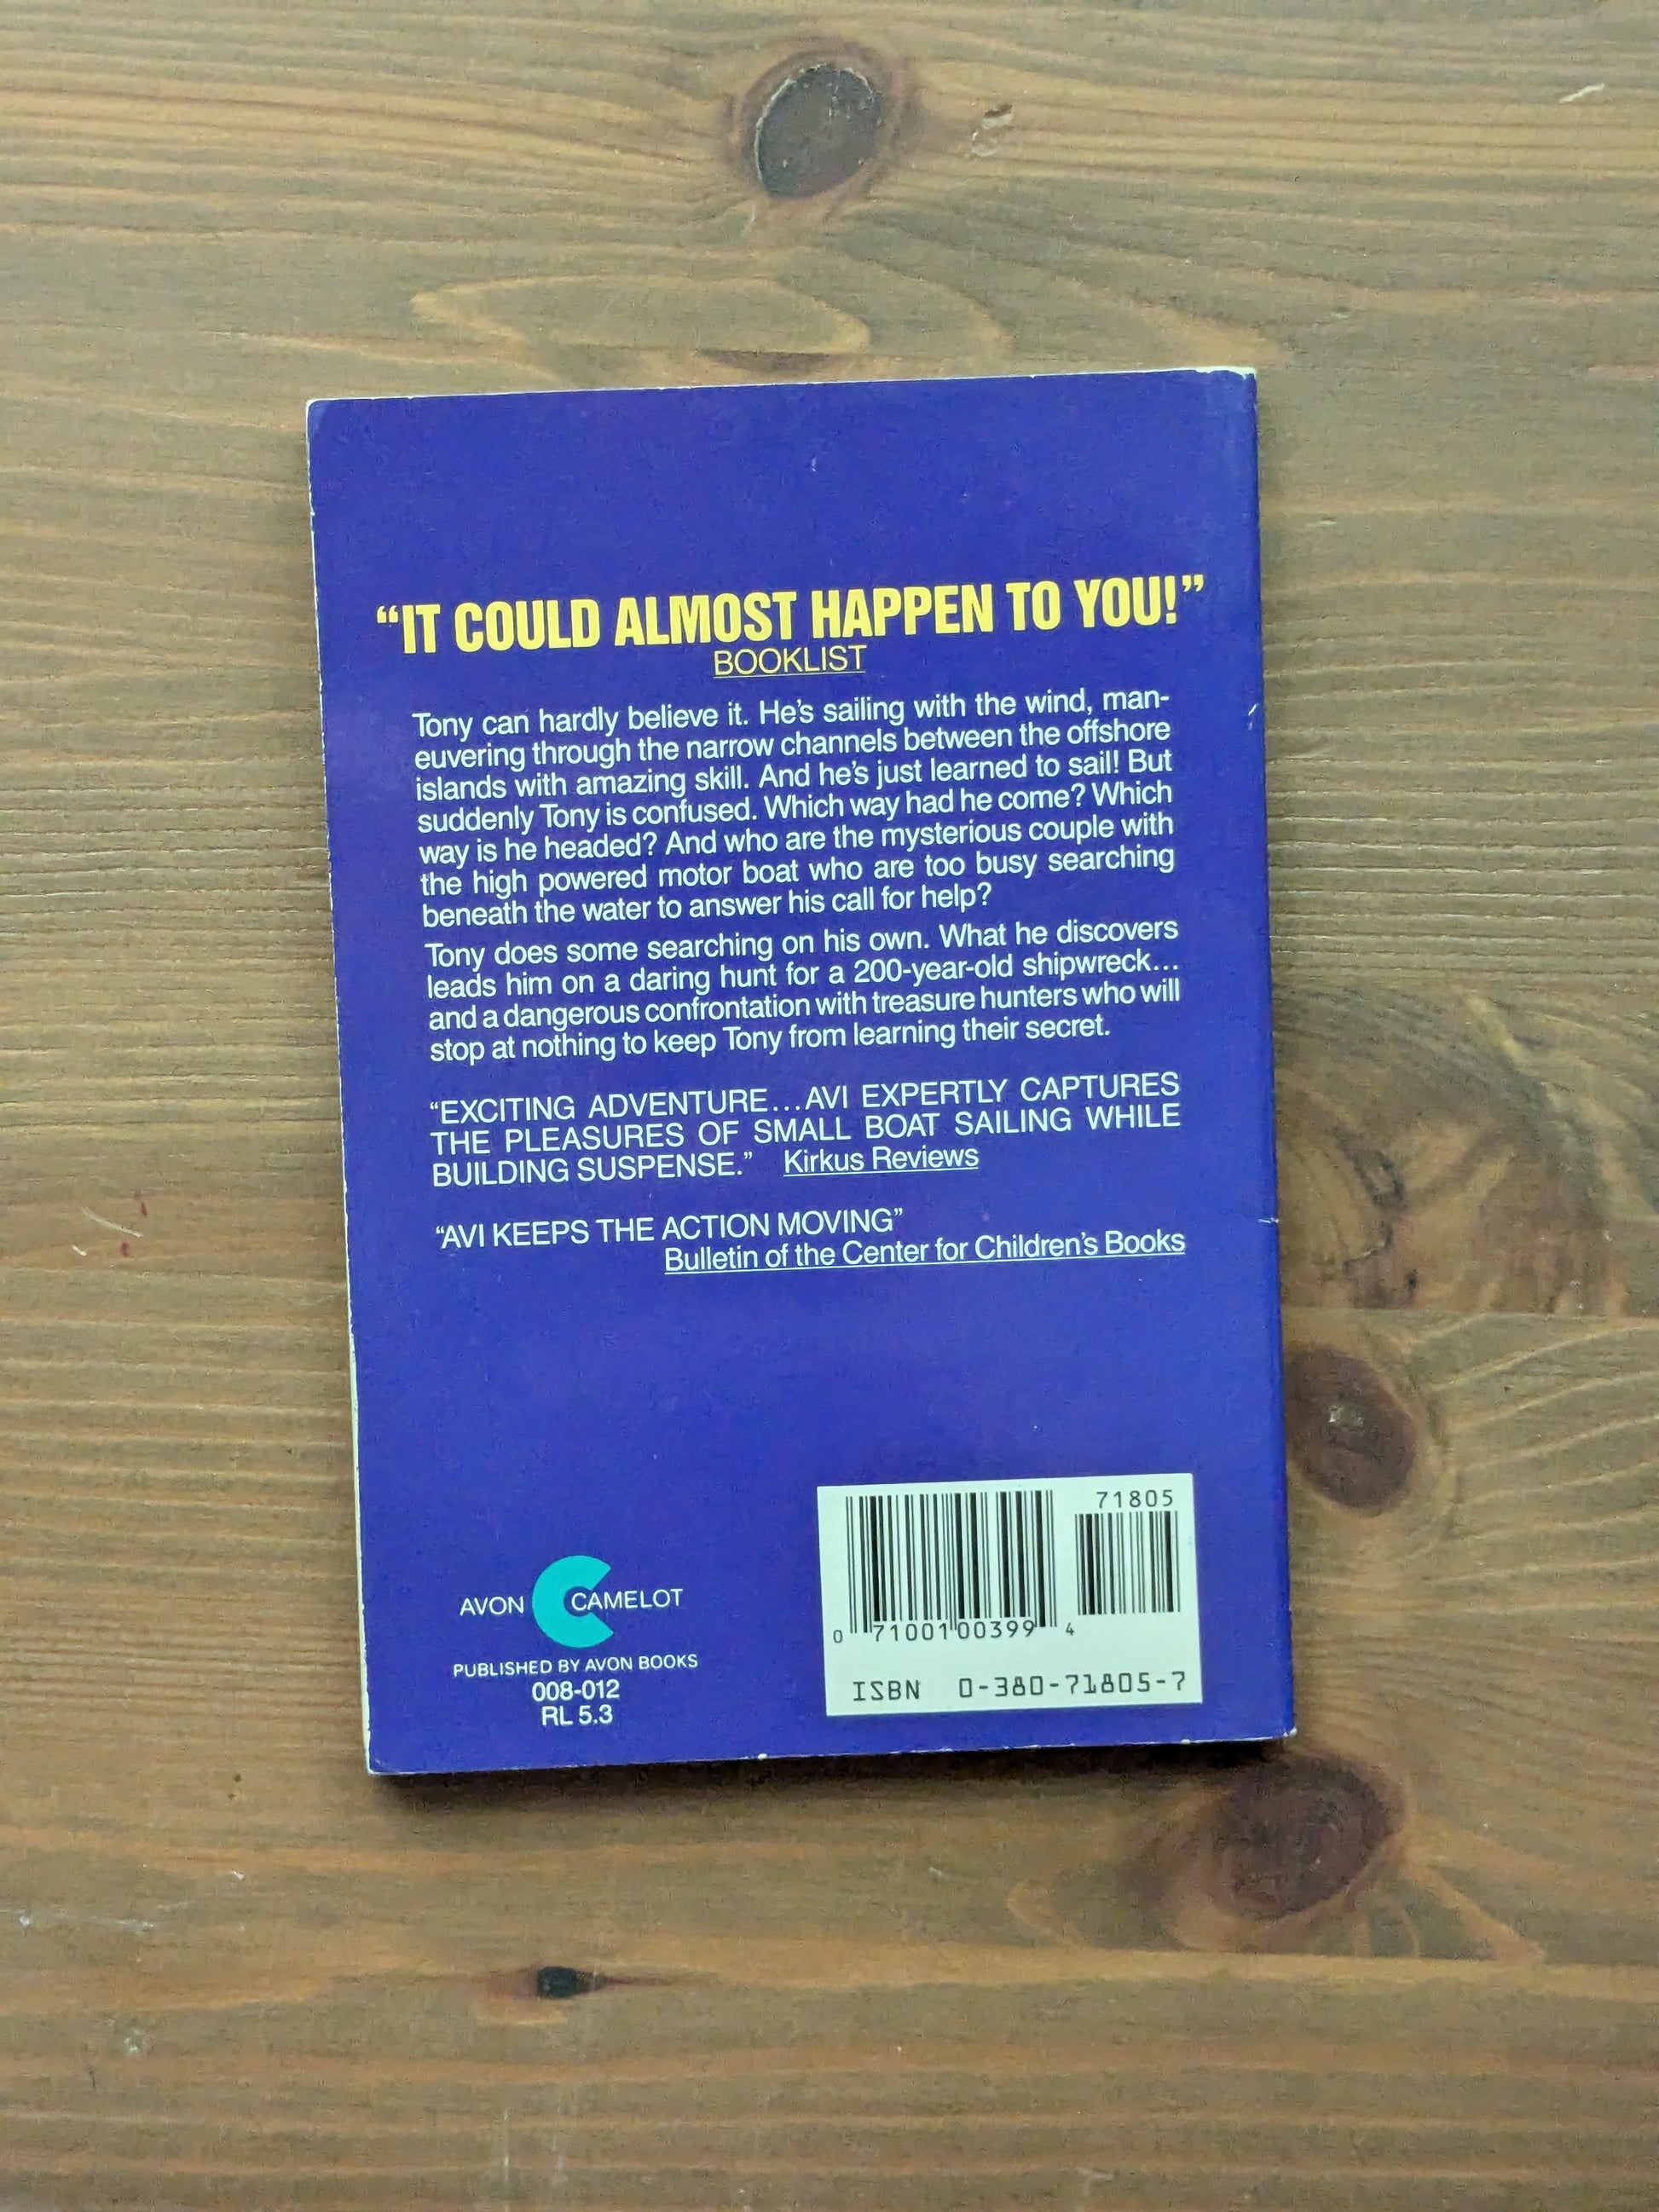 “IT COULD ALMOST HAPPEN TO YOU!”
BOOKLIST
Tony can hardly believe it. He’s sailing with the wind, man-
euvering through the narrow channels between the offshore
islands with amazing skill. And he’s just learned to sail! But
suddenly Tony is confused. Which way had he come? Which
way is he headed? And who are the mysterious couple with
the high powered motor boat who are too busy searching
beneath the water to answer his call for help?
Tony does some searching on his own. What he discovers
leads him on a daring hunt for a 200-year-old shipwreck...
and a dangerous confrontation with treasure hunters who will
stop at nothing to keep Tony from learning their secret.
“EXCITING ADVENTURE...AVI EXPERTLY CAPTURES
THE PLEASURES OF SMALL BOAT SAILING WHILE
BUILDING SUSPENSE.” Kirkus Reviews
“AVI KEEPS THE ACTION MOVING”
Bulletin of the Center for Children’s Books
AVON CAMELOT
PUBLISHED BY AVON BOOKS
008-012
RL 5.3
71805
0 71001 00399 4
ISBN 0-380-71805-7